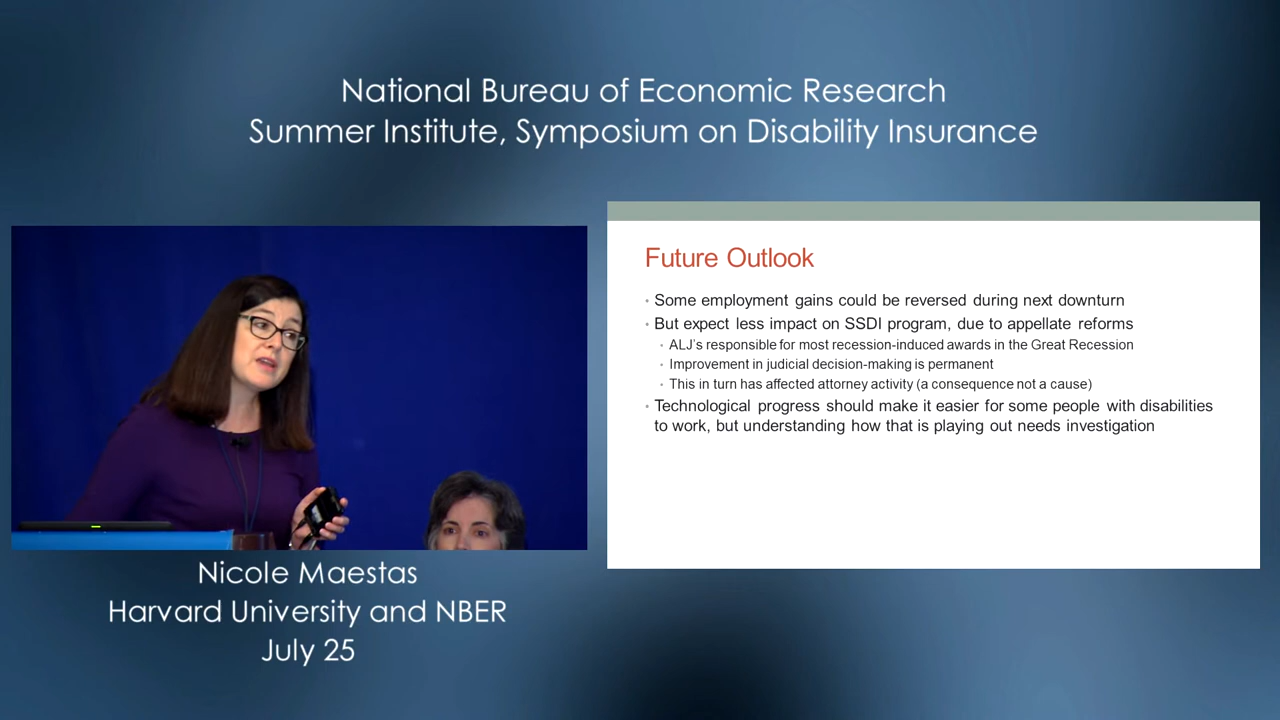 National Bureau of Economic Research
Summer Institute, Symposium on Disability Insurance
Future Outlook
• Some employment gains could be reversed during next downturn
• But expect less impact on SSDI program, due to appellate reforms
• ALJ's responsible for most recession-induced awards in the Great Recession
• Improvement in judicial decision-making is permanent
• This in turn has affected attorney activity (a consequence not a cause)
• Technological progress should make it easier for some people with disabilities
to work, but understanding how that is playing out needs investigation
Nicole Maestas
Harvard University and NBER
July 25